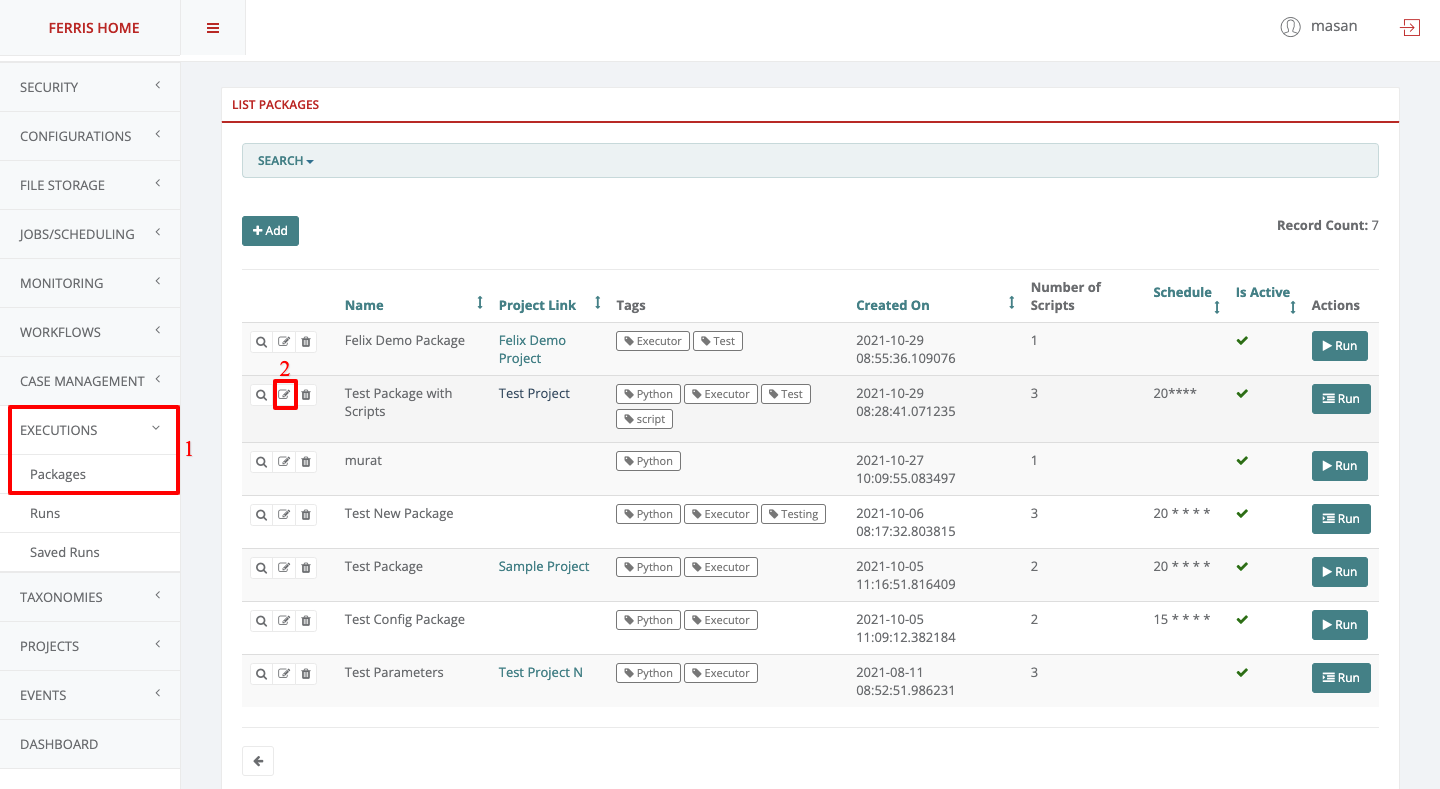 FERRIS HOME
masan
SECURITY
CONFIGURATIONS
FILE STORAGE
JOBS/SCHEDULING
MONITORING
WORKFLOWS
CASE MANAGEMENT
EXECUTIONS
1
Packages
Runs
Saved Runs
TAXONOMIES
PROJECTS
EVENTS
DASHBOARD
LIST PACKAGES
SEARCH
Add
Record Count: 7
Name Project Link Tags Created On Number of Scripts Schedule Is Active Actions
Felix Demo Package Felix Demo Project Executor Test 2021-10-29 08:55:36.109076 1 Run
2
Test Package with Scripts Test Project Python Executor Test script 2021-10-29 08:28:41.071235 3 20**** Run
murat Python 2021-10-27 10:09:55.083497 1 Run
Test New Package Python Executor Testing 2021-10-06 08:17:32.803815 3 20 * * * * Run
Test Package Sample Project Python Executor 2021-10-05 11:16:51.816409 2 20 * * * * Run
Test Config Package Python Executor 2021-10-05 11:09:12.382184 2 15 * * * * Run
Test Parameters Test Project N Python Executor 2021-08-11 08:52:51.986231 3 Run